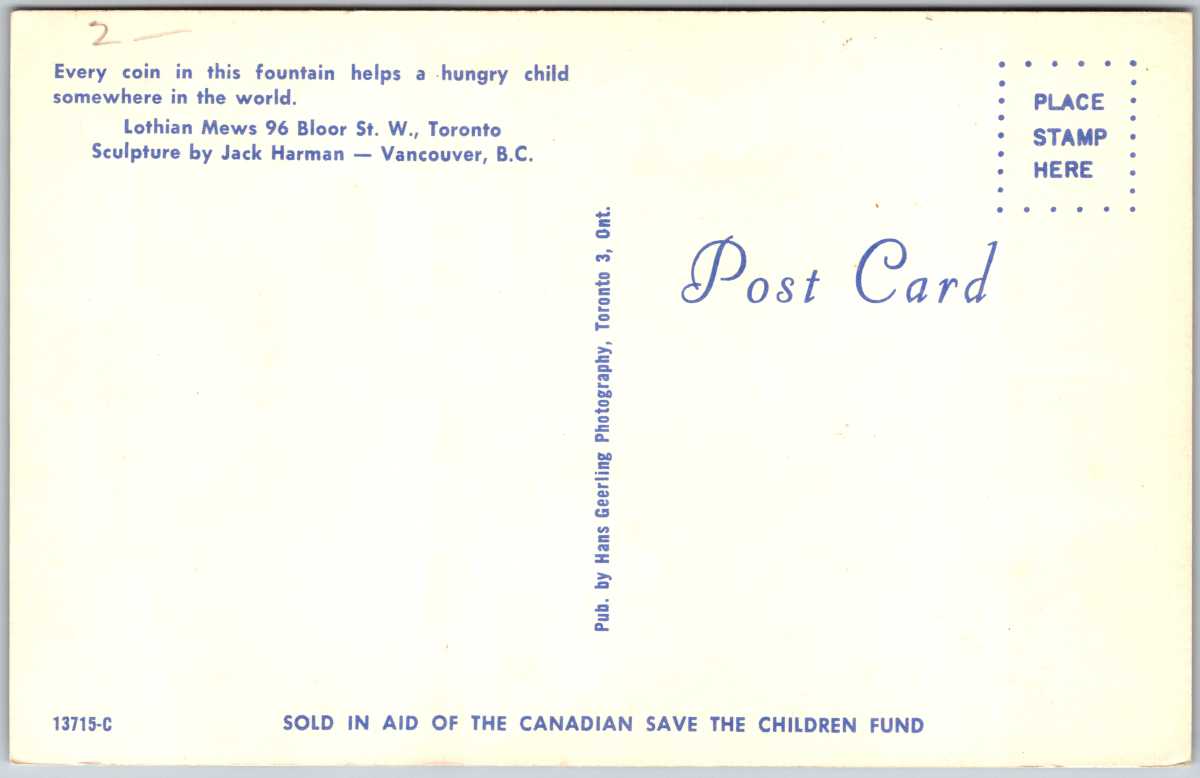 2 —
Every coin in this fountain helps a hungry child
somewhere in the world.
Lothian Mews 96 Bloor St. W., Toronto
Sculpture by Jack Harman — Vancouver, B.C.
PLACE
STAMP
HERE
Post Card
Pub. by Hans Geerling Photography, Toronto 3, Ont.
13715-C
SOLD IN AID OF THE CANADIAN SAVE THE CHILDREN FUND